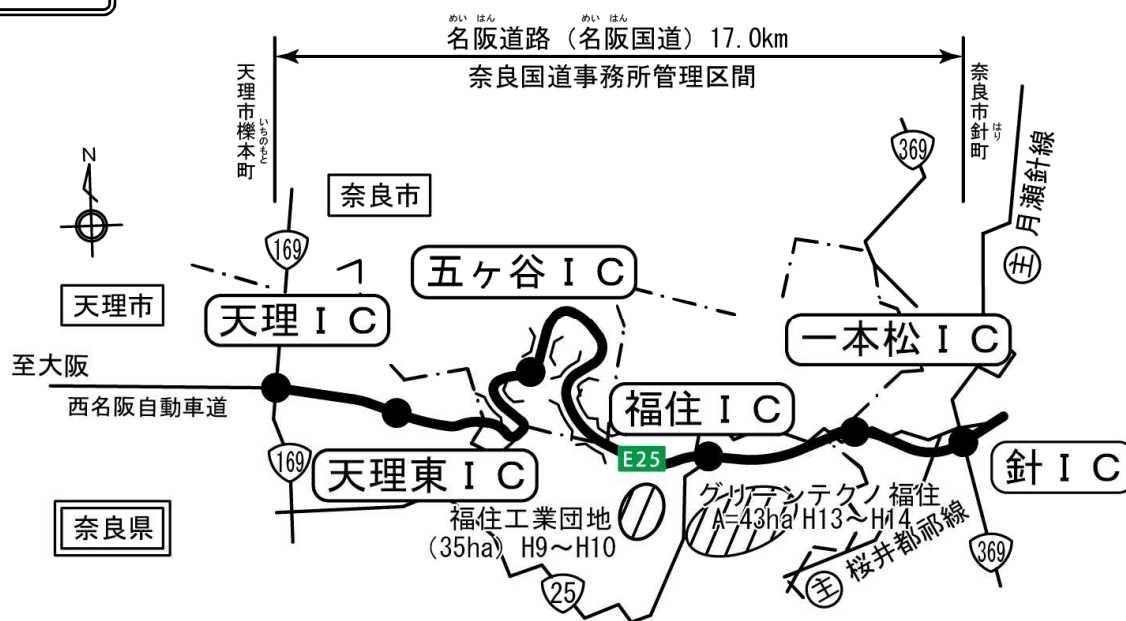 めい はん めい はん
名阪道路（名阪国道）17.0km
奈良国道事務所管理区間
天理市櫟本町
いちのもと
奈良市針町
はり
N
奈良市
369
主 月瀬針線
169
五ヶ谷ＩＣ
天理市
天理ＩＣ
一本松ＩＣ
至大阪
西名阪自動車道
福住ＩＣ
E25
169
天理東ＩＣ
針ＩＣ
グリーンテクノ福住
A=43ha H13～H14
福住工業団地
(35ha) H9～H10
奈良県
主 桜井都祁線
369
25